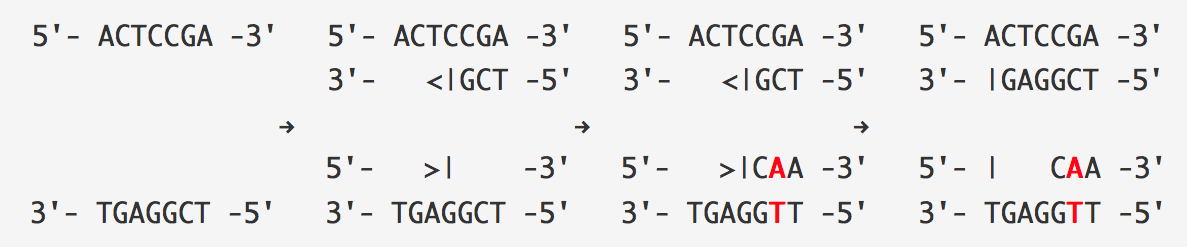 5'- ACTCCGA -3' 5'- ACTCCGA -3' 5'- ACTCCGA -3' 5'- ACTCCGA -3'
3'- <|GCT -5' 3'- <|GCT -5' 3'- |GAGGCT -5'
→ → →
5'- >| -3' 5'- >|CAA -3' 5'- | CAA -3'
3'- TGAGGCT -5' 3'- TGAGGCT -5' 3'- TGAGGTT -5' 3'- TGAGGTT -5'